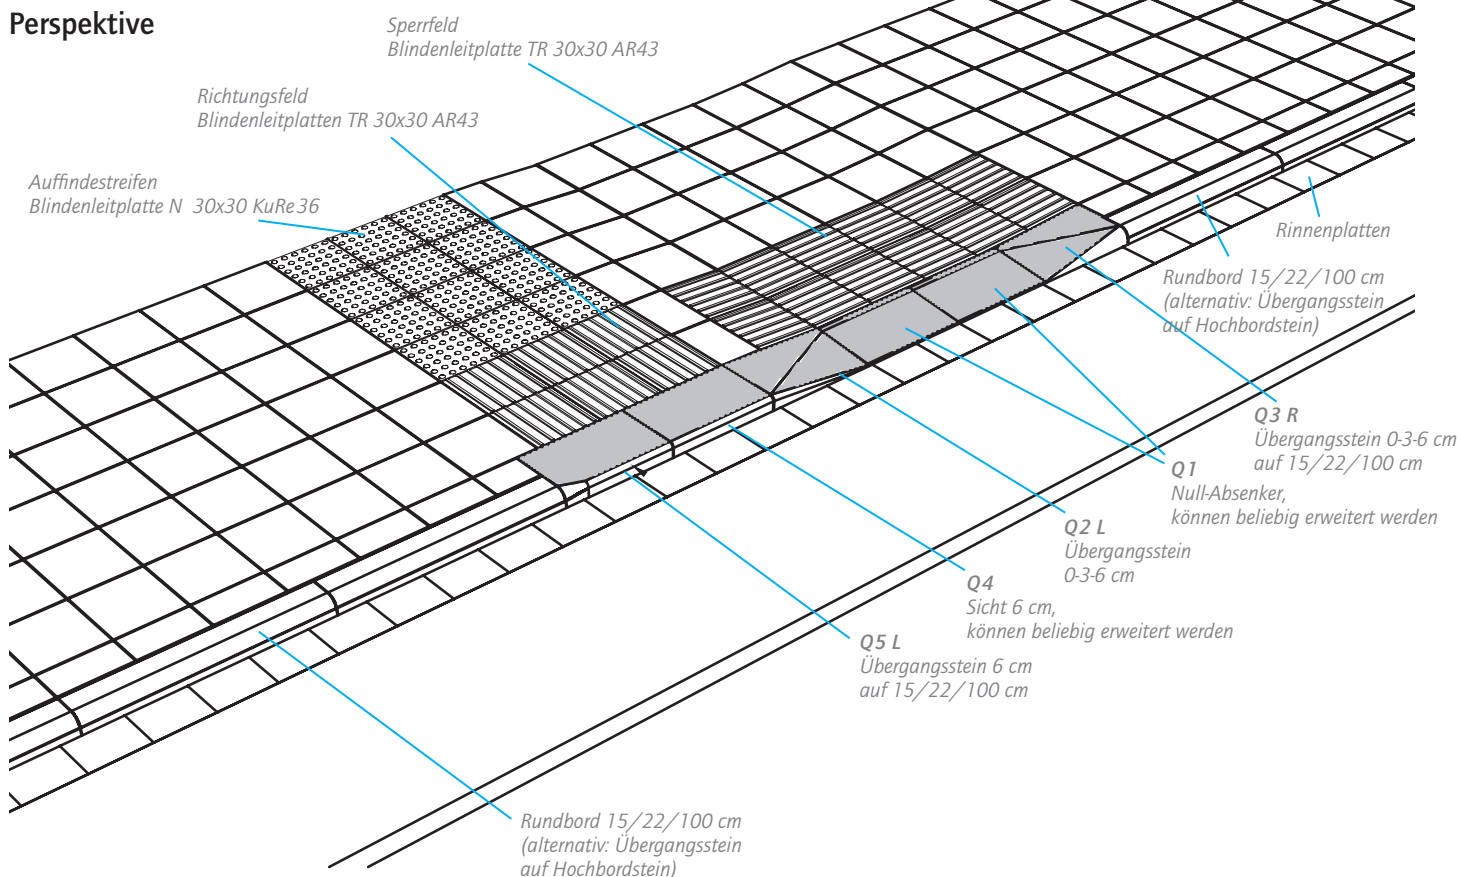 Perspektive
Sperrfeld
Blindenleitplatte TR 30x30 AR43
Richtungsfeld
Blindenleitplatten TR 30x30 AR43
Auffindestreifen
Blindenleitplatte N 30x30 KuRe36
Rinnenplatten
Rundbord 15/22/100 cm
(alternativ: Übergangsstein
auf Hochbordstein)
Q3 R
Übergangsstein 0-3-6 cm
auf 15/22/100 cm
Q1
Null-Absenker,
können beliebig erweitert werden
Q2 L
Übergangsstein
0-3-6 cm
Q4
Sicht 6 cm,
können beliebig erweitert werden
Q5 L
Übergangsstein 6 cm
auf 15/22/100 cm
Rundbord 15/22/100 cm
(alternativ: Übergangsstein
auf Hochbordstein)